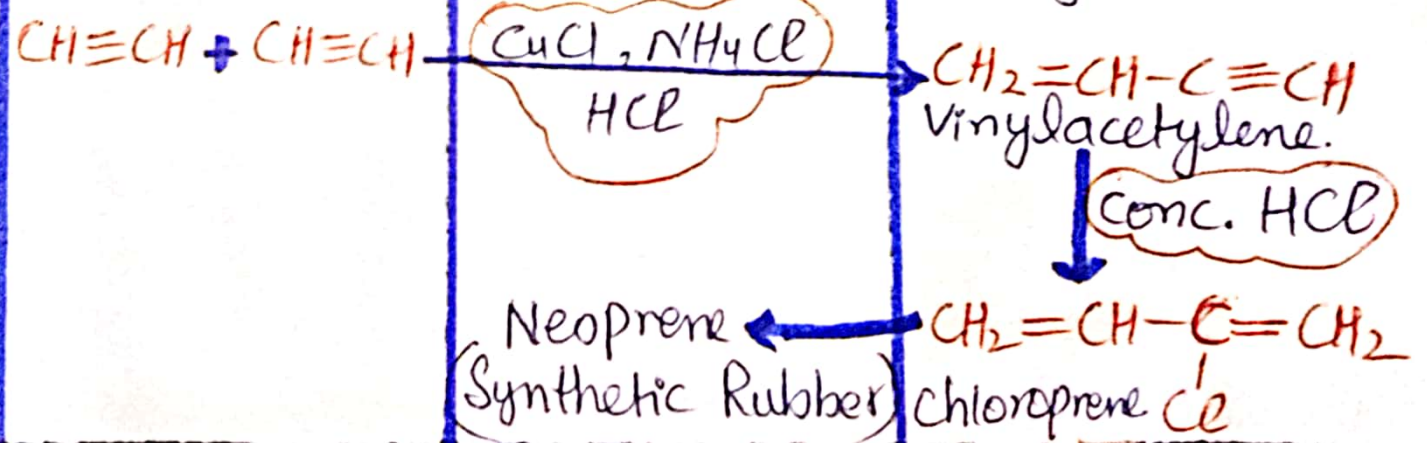 CH≡CH + CH≡CH
CuCl, NH4Cl
HCl
CH2=CH-C≡CH
Vinylacetylene.
Conc. HCl
CH2=CH-C=CH2
Cl
Chloroprene
Neoprene
(Synthetic Rubber)